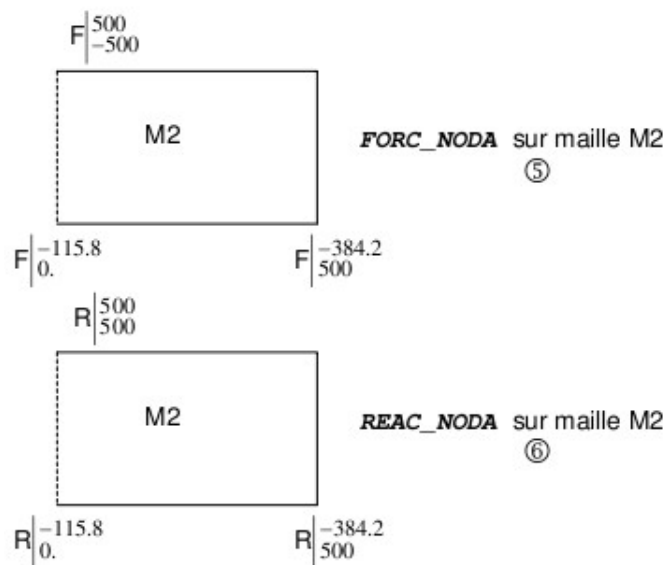 F 500
-500
M2
FORC_NODA sur maille M2
⑤
F -115.8
0.
F -384.2
500
R 500
500
M2
REAC_NODA sur maille M2
⑥
R -115.8
0.
R -384.2
500